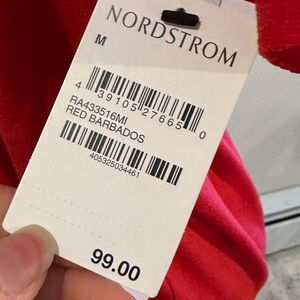 NORDSTROM
M
4 39105 27665 0
RA433516MI
RED BARBADOS
405325034461
99.00